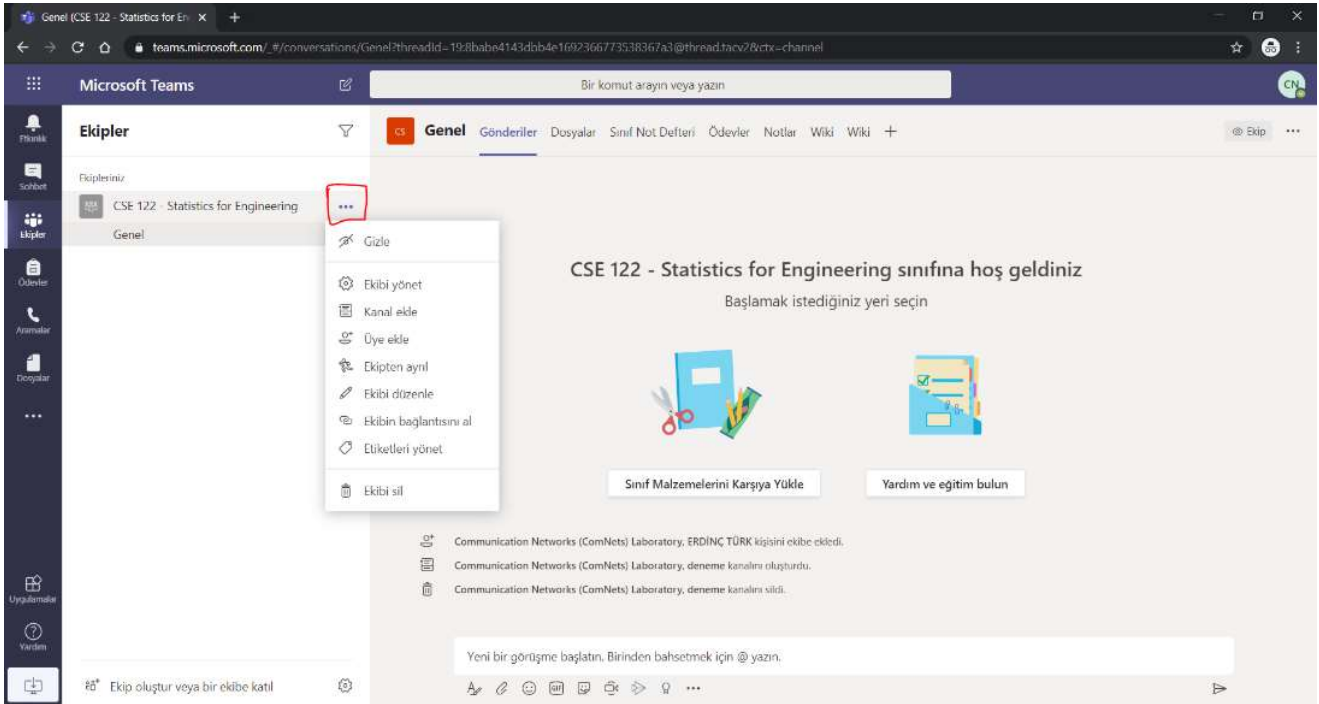 Genel (CSE 122 - Statistics for En
teams.microsoft.com/_#/conversations/Genel?threadId=19:8babe4143dbb4e1692366773538367a3@thread.tacv2&ctx=channel
Microsoft Teams
Bir komut arayın veya yazın
CN
Etkinlik
Sohbet
Ekipler
Ödevler
Aramalar
Dosyalar
Uygulamalar
Yardım
Ekipler
Ekipleriniz
CSE 122 - Statistics for Engineering
Genel
Gizle
Ekibi yönet
Kanal ekle
Üye ekle
Ekipten ayrıl
Ekibi düzenle
Ekibin bağlantısını al
Etiketleri yönet
Ekibi sil
Ekip oluştur veya bir ekibe katıl
CS Genel Gönderiler Dosyalar Sınıf Not Defteri Ödevler Notlar Wiki Wiki
Ekip
CSE 122 - Statistics for Engineering sınıfına hoş geldiniz
Başlamak istediğiniz yeri seçin
Sınıf Malzemelerini Karşıya Yükle
Yardım ve eğitim bulun
Communication Networks (ComNets) Laboratory, ERDİNÇ TÜRK kişisini ekibe ekledi.
Communication Networks (ComNets) Laboratory, deneme kanalını oluşturdu.
Communication Networks (ComNets) Laboratory, deneme kanalını sildi.
Yeni bir görüşme başlatın. Birinden bahsetmek için @ yazın.
GIF